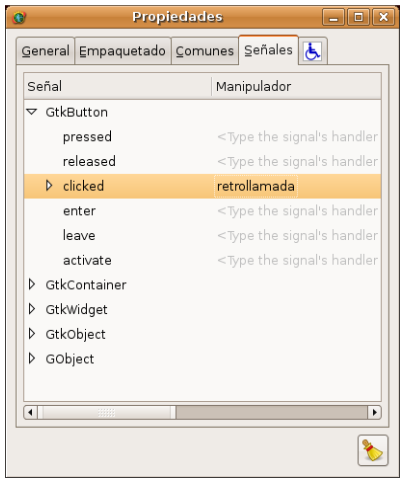 Propiedades
General Empaquetado Comunes Señales
Señal Manipulador
GtkButton
pressed <Type the signal's handler
released <Type the signal's handler
clicked retrollamada
enter <Type the signal's handler
leave <Type the signal's handler
activate <Type the signal's handler
GtkContainer
GtkWidget
GtkObject
GObject